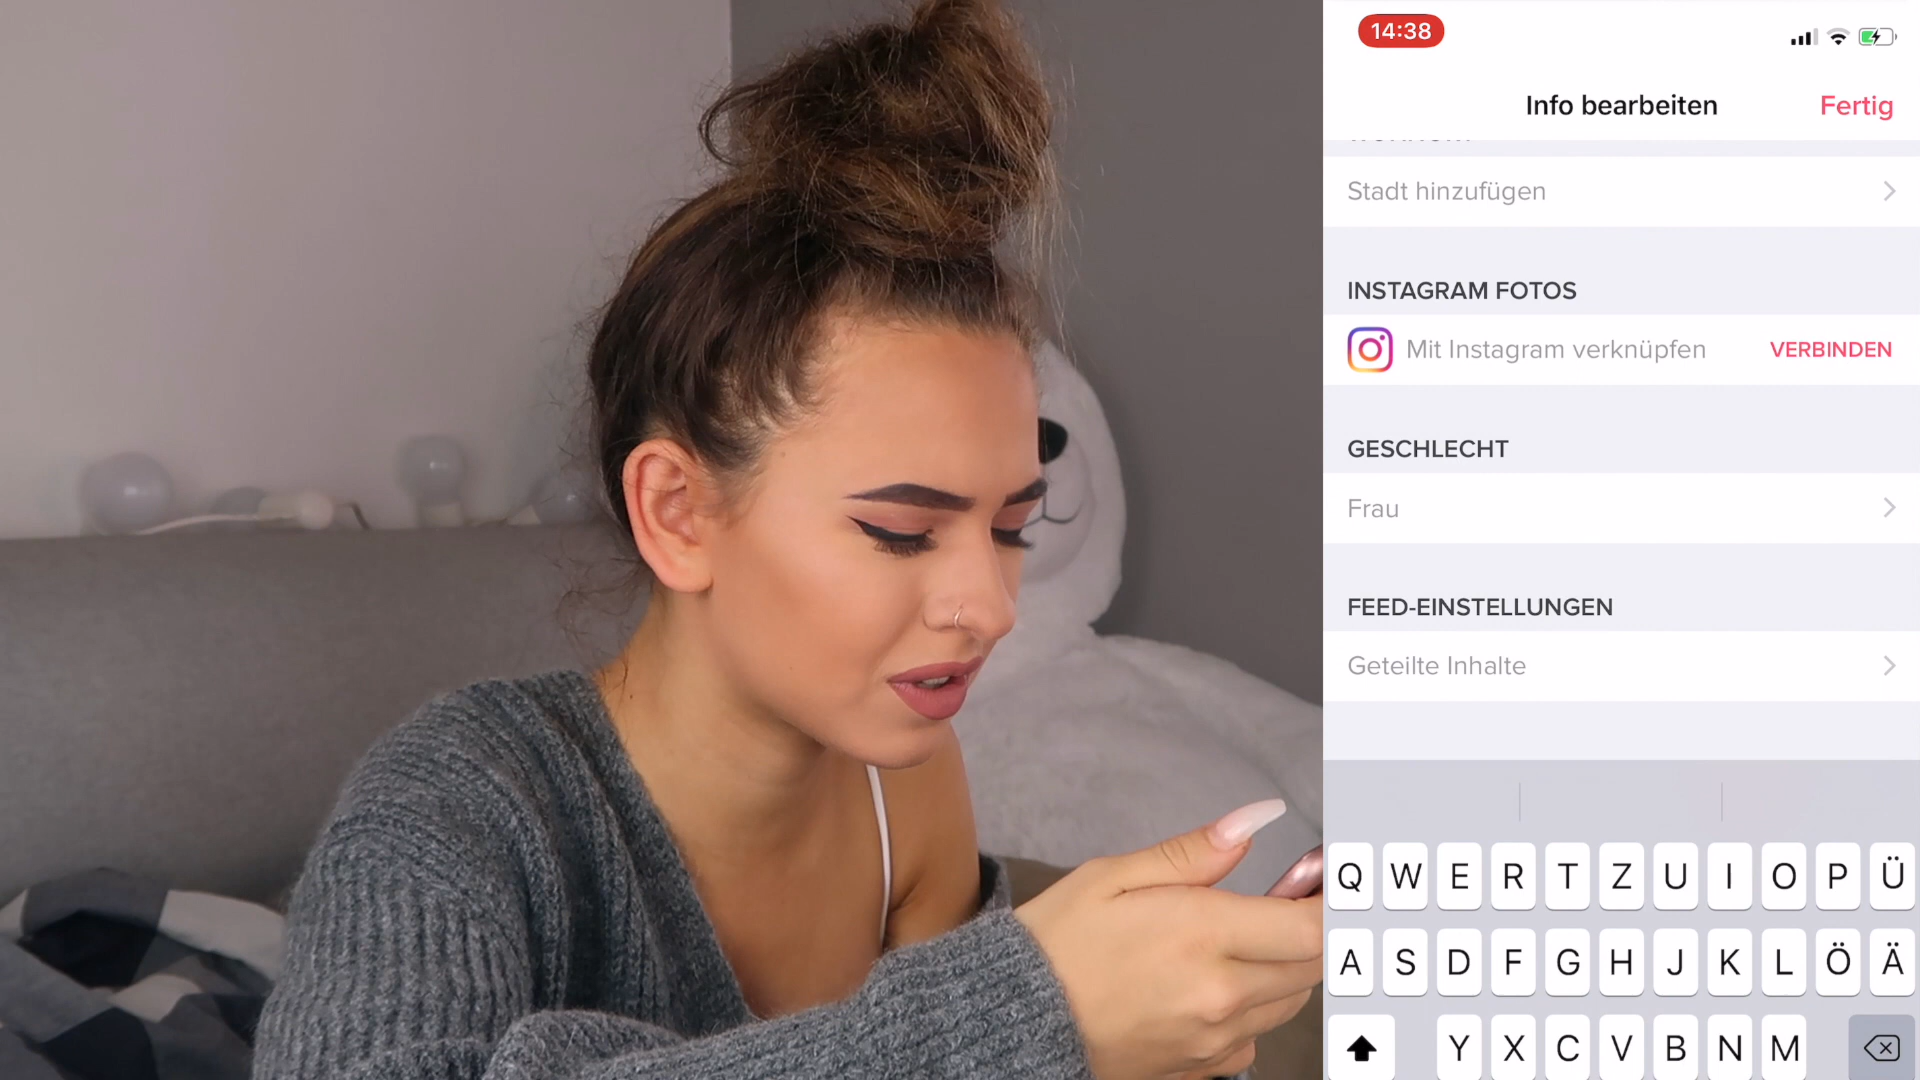 14:38
Info bearbeiten
Fertig
Stadt hinzufügen
INSTAGRAM FOTOS
Mit Instagram verknüpfen
VERBINDEN
GESCHLECHT
Frau
FEED-EINSTELLUNGEN
Geteilte Inhalte
Q W E R T Z U I O P Ü
A S D F G H J K L Ö Ä
Y X C V B N M